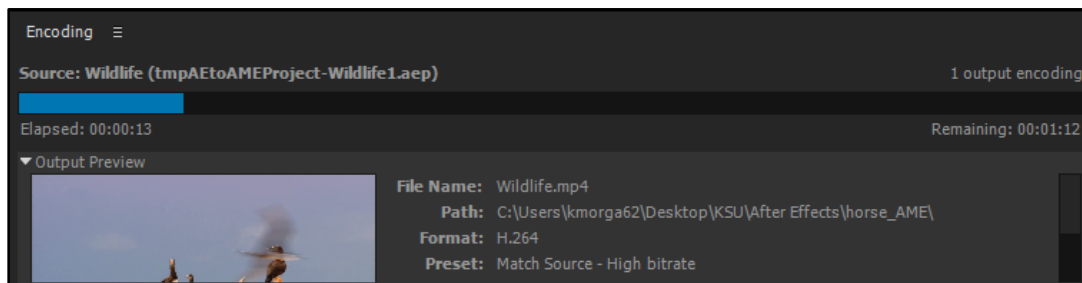 Encoding
Source: Wildlife (tmpAEtoAMEProject-Wildlife1.aep) 1 output encoding
Elapsed: 00:00:13 Remaining: 00:01:12
Output Preview
File Name: Wildlife.mp4
Path: C:\Users\kmorga62\Desktop\KSU\After Effects\horse_AME\
Format: H.264
Preset: Match Source - High bitrate